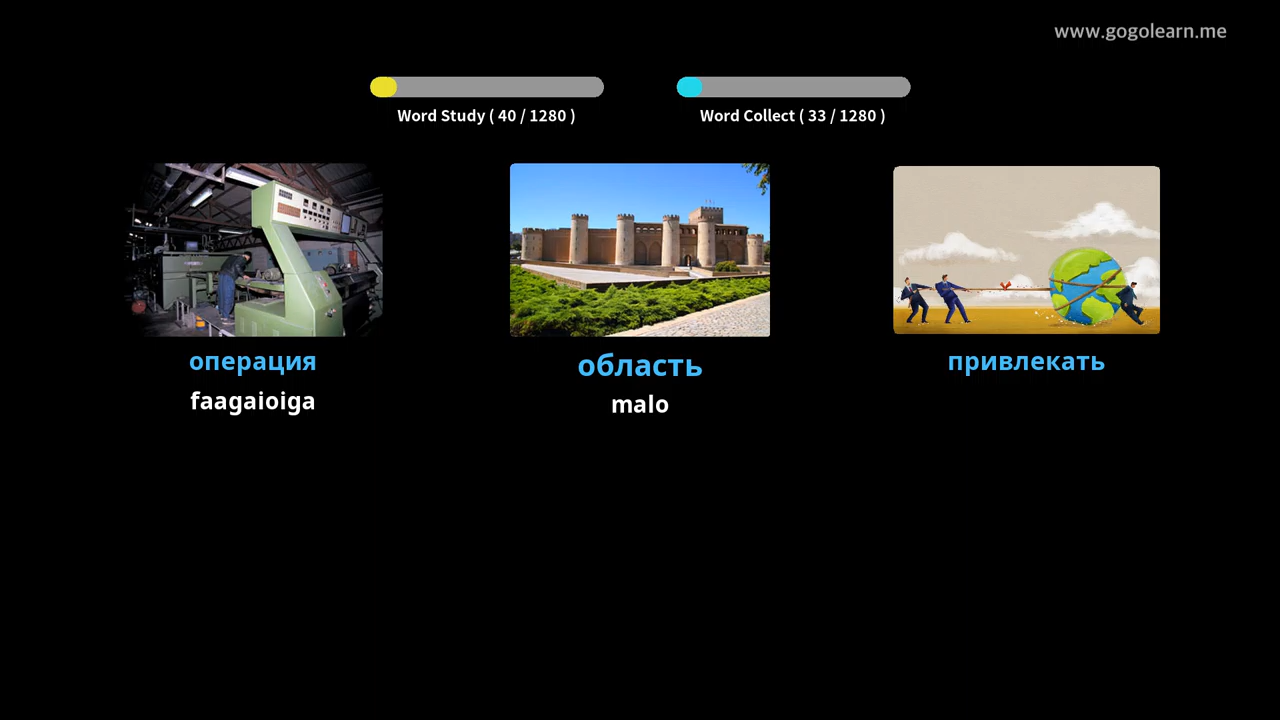 www.gogolearn.me
Word Study ( 40 / 1280 )
Word Collect ( 33 / 1280 )
операция
faagaioiga
область
malo
привлекать